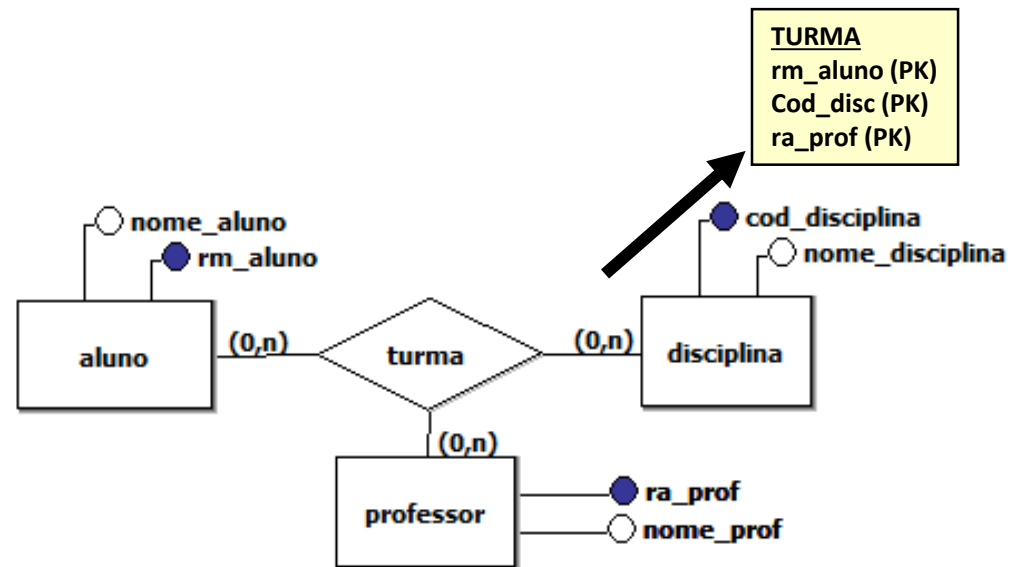 TURMA
rm_aluno (PK)
Cod_disc (PK)
ra_prof (PK)
nome_aluno
rm_aluno
cod_disciplina
nome_disciplina
aluno
(0,n)
turma
(0,n)
disciplina
(0,n)
professor
ra_prof
nome_prof